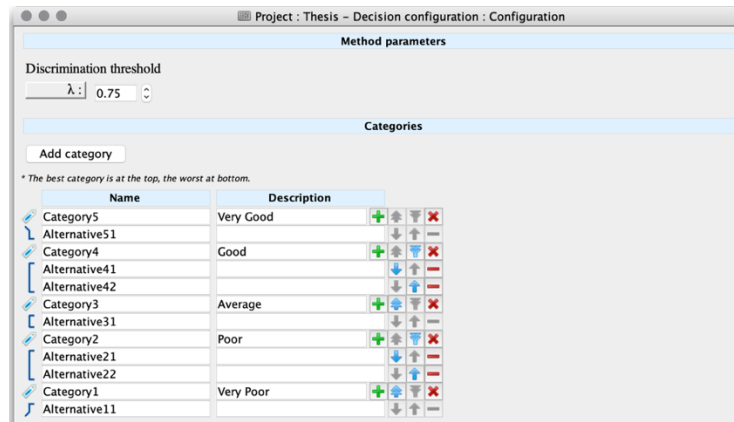 Project : Thesis – Decision configuration : Configuration
Method parameters
Discrimination threshold
λ : 0.75
Categories
Add category
* The best category is at the top, the worst at bottom.
Name Description
Category5 Very Good
Alternative51
Category4 Good
Alternative41
Alternative42
Category3 Average
Alternative31
Category2 Poor
Alternative21
Alternative22
Category1 Very Poor
Alternative11